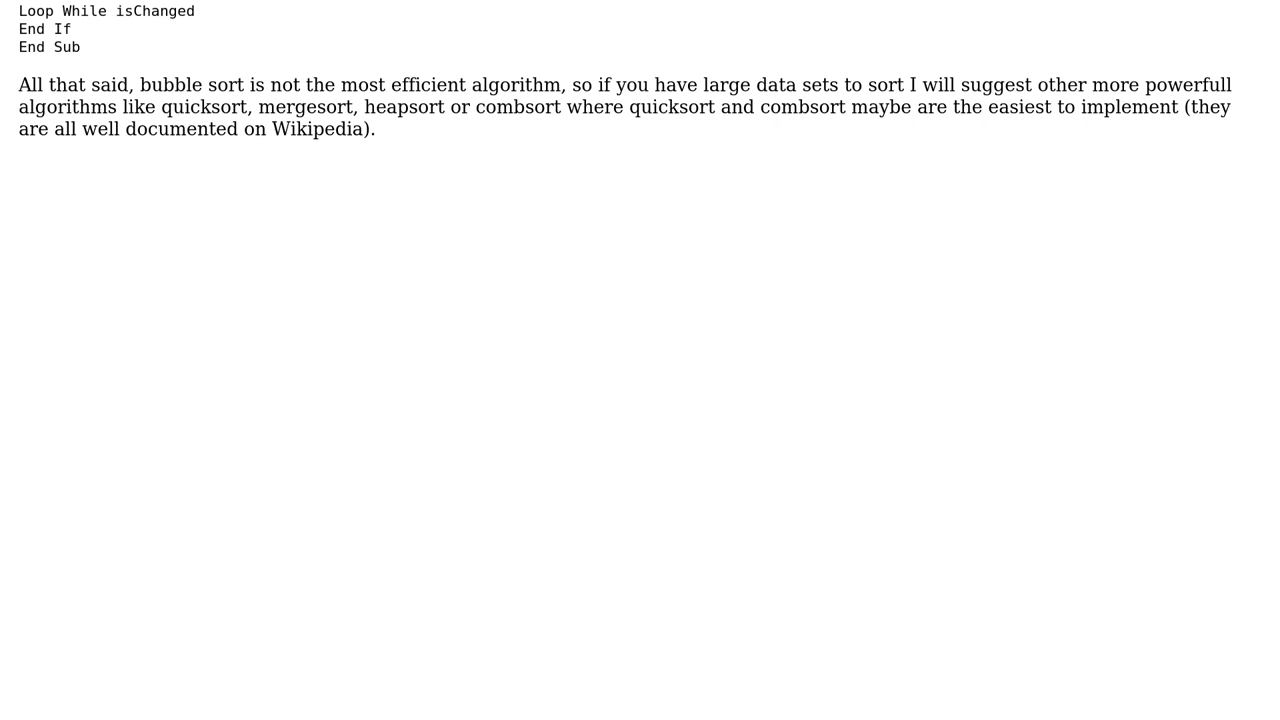 Loop While isChanged
End If
End Sub
All that said, bubble sort is not the most efficient algorithm, so if you have large data sets to sort I will suggest other more powerfull
algorithms like quicksort, mergesort, heapsort or combsort where quicksort and combsort maybe are the easiest to implement (they
are all well documented on Wikipedia).